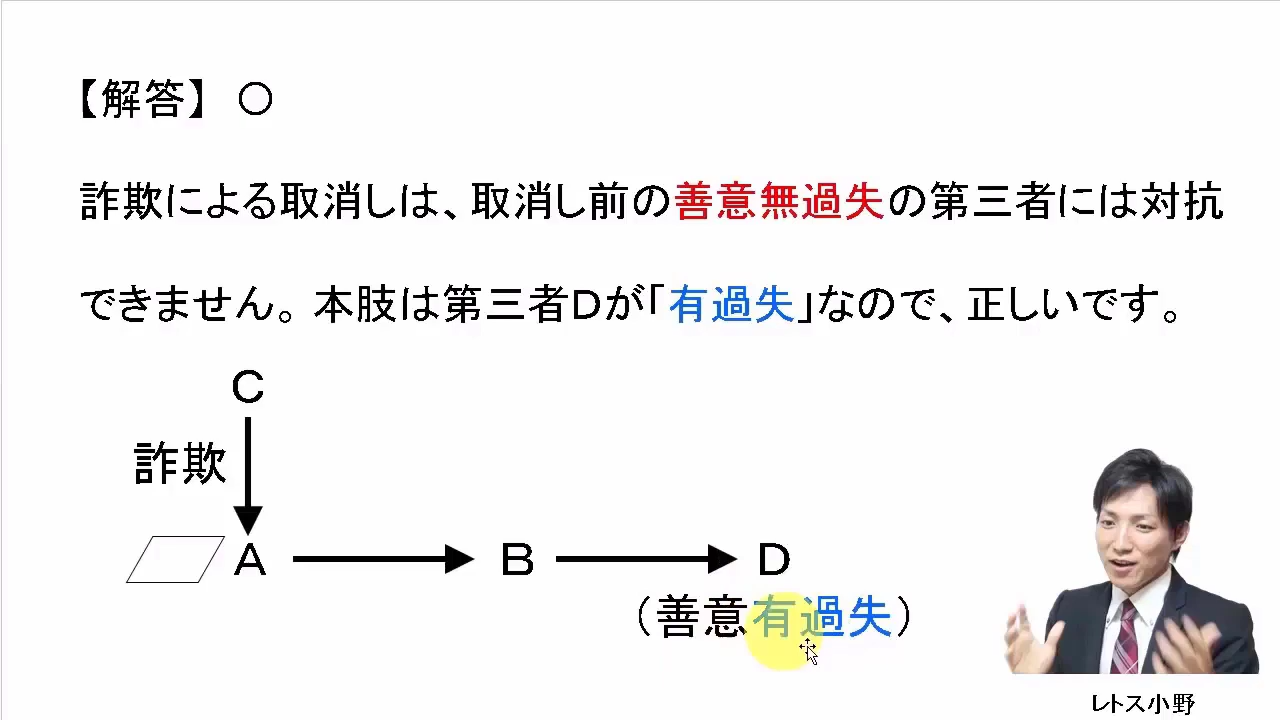 【解答】 ○
詐欺による取消しは、取消し前の善意無過失の第三者には対抗
できません。本肢は第三者Ｄが「有過失」なので、正しいです。
Ｃ
詐欺
Ａ Ｂ Ｄ
（善意有過失）
レトス小野